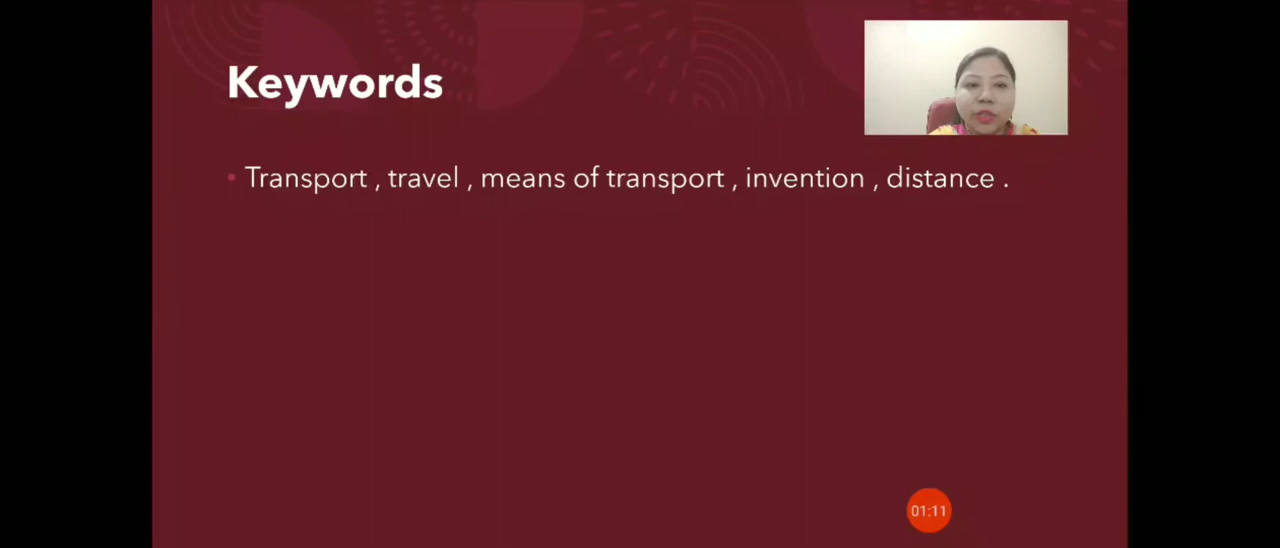 Keywords
• Transport , travel , means of transport , invention , distance .
01:11